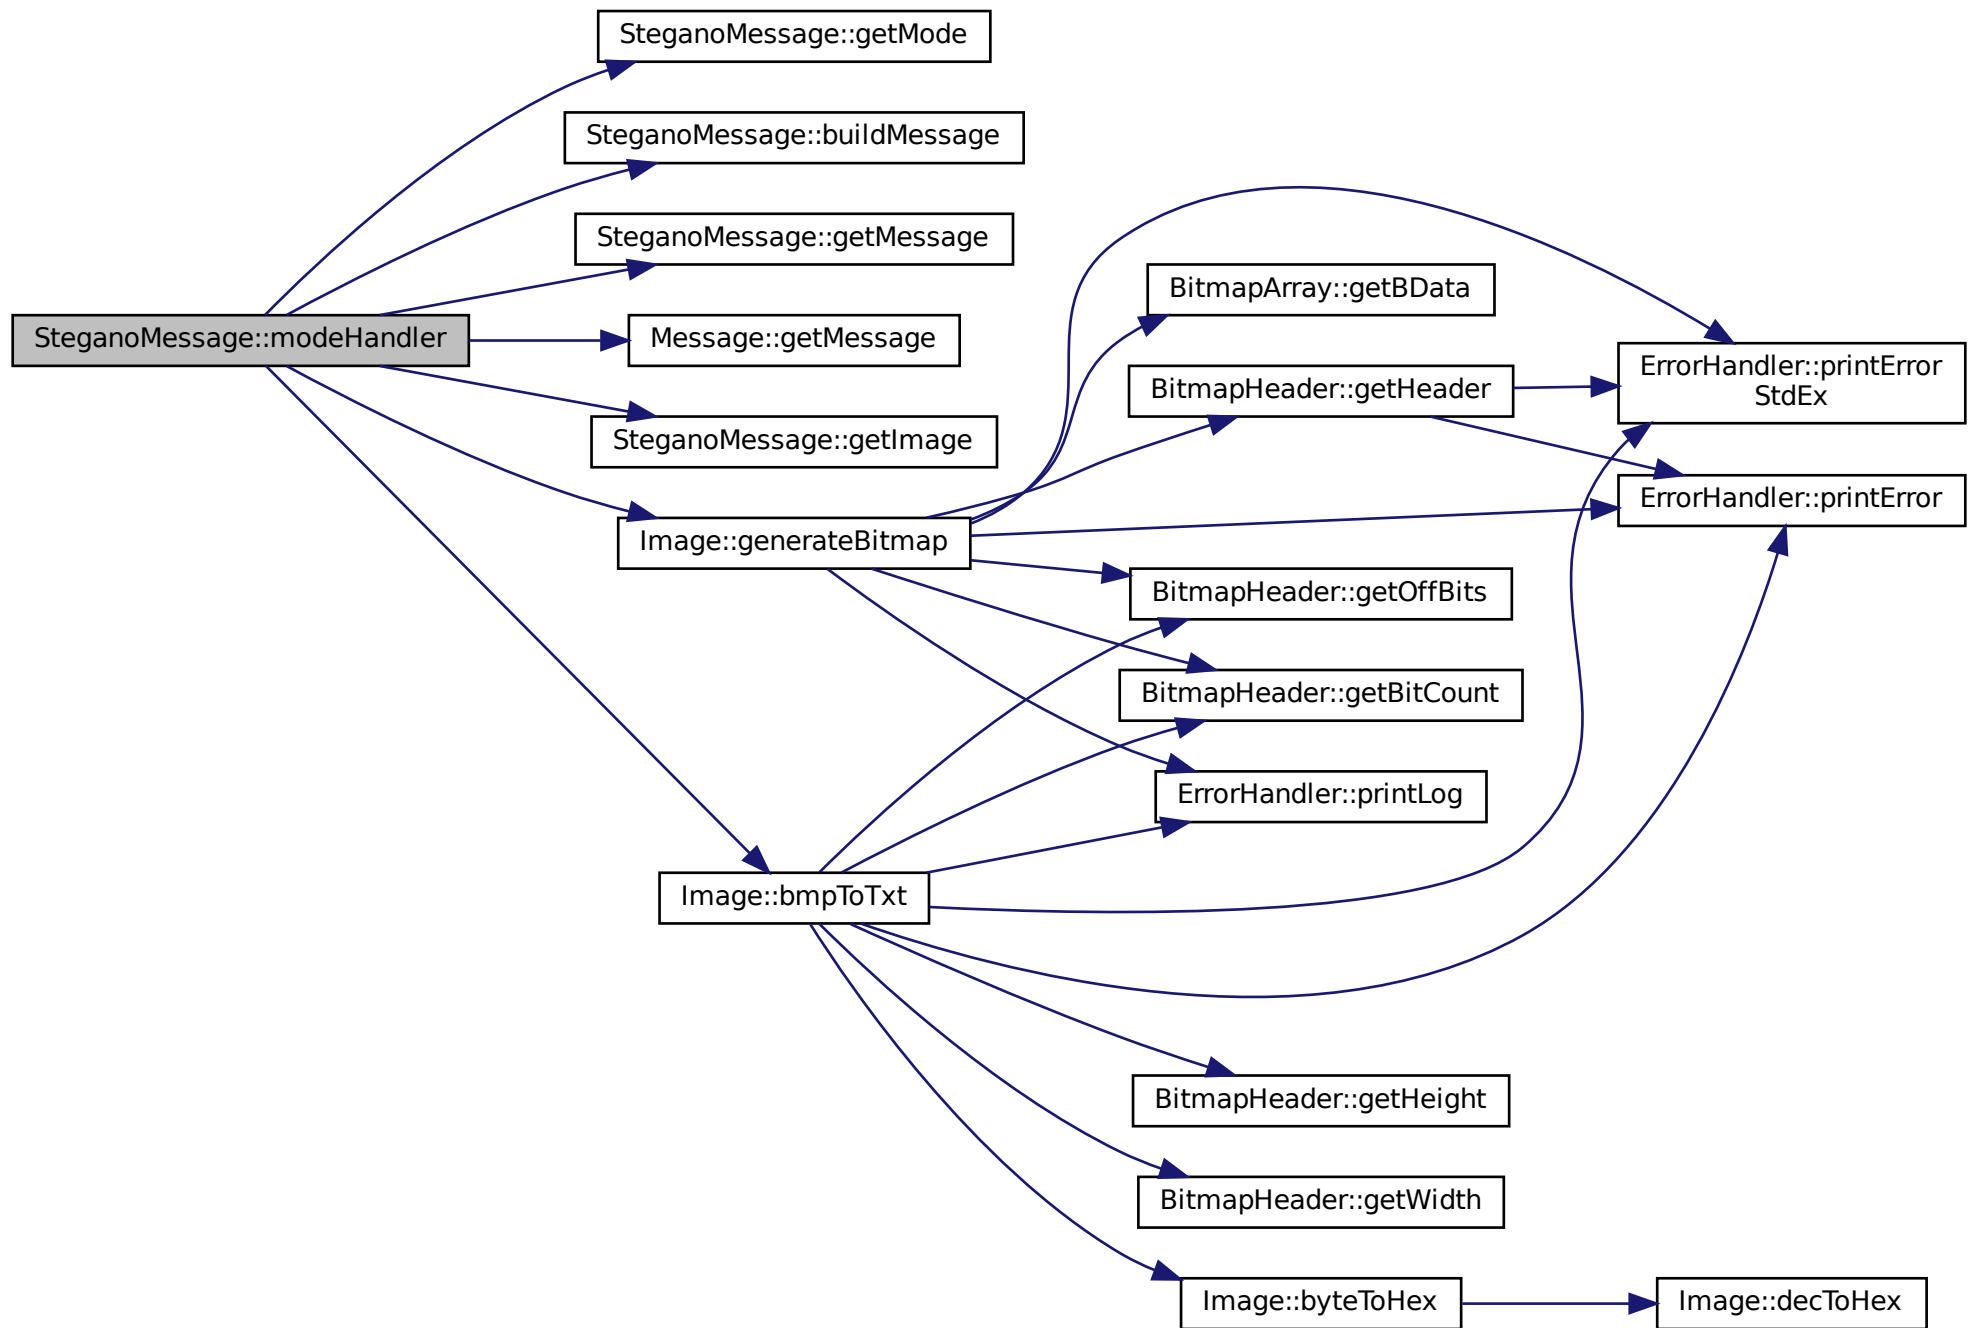 SteganoMessage::getMode
SteganoMessage::buildMessage
SteganoMessage::getMessage
BitmapArray::getBData
SteganoMessage::modeHandler
Message::getMessage
ErrorHandler::printError
StdEx
BitmapHeader::getHeader
SteganoMessage::getImage
ErrorHandler::printError
Image::generateBitmap
BitmapHeader::getOffBits
BitmapHeader::getBitCount
ErrorHandler::printLog
Image::bmpToTxt
BitmapHeader::getHeight
BitmapHeader::getWidth
Image::byteToHex
Image::decToHex